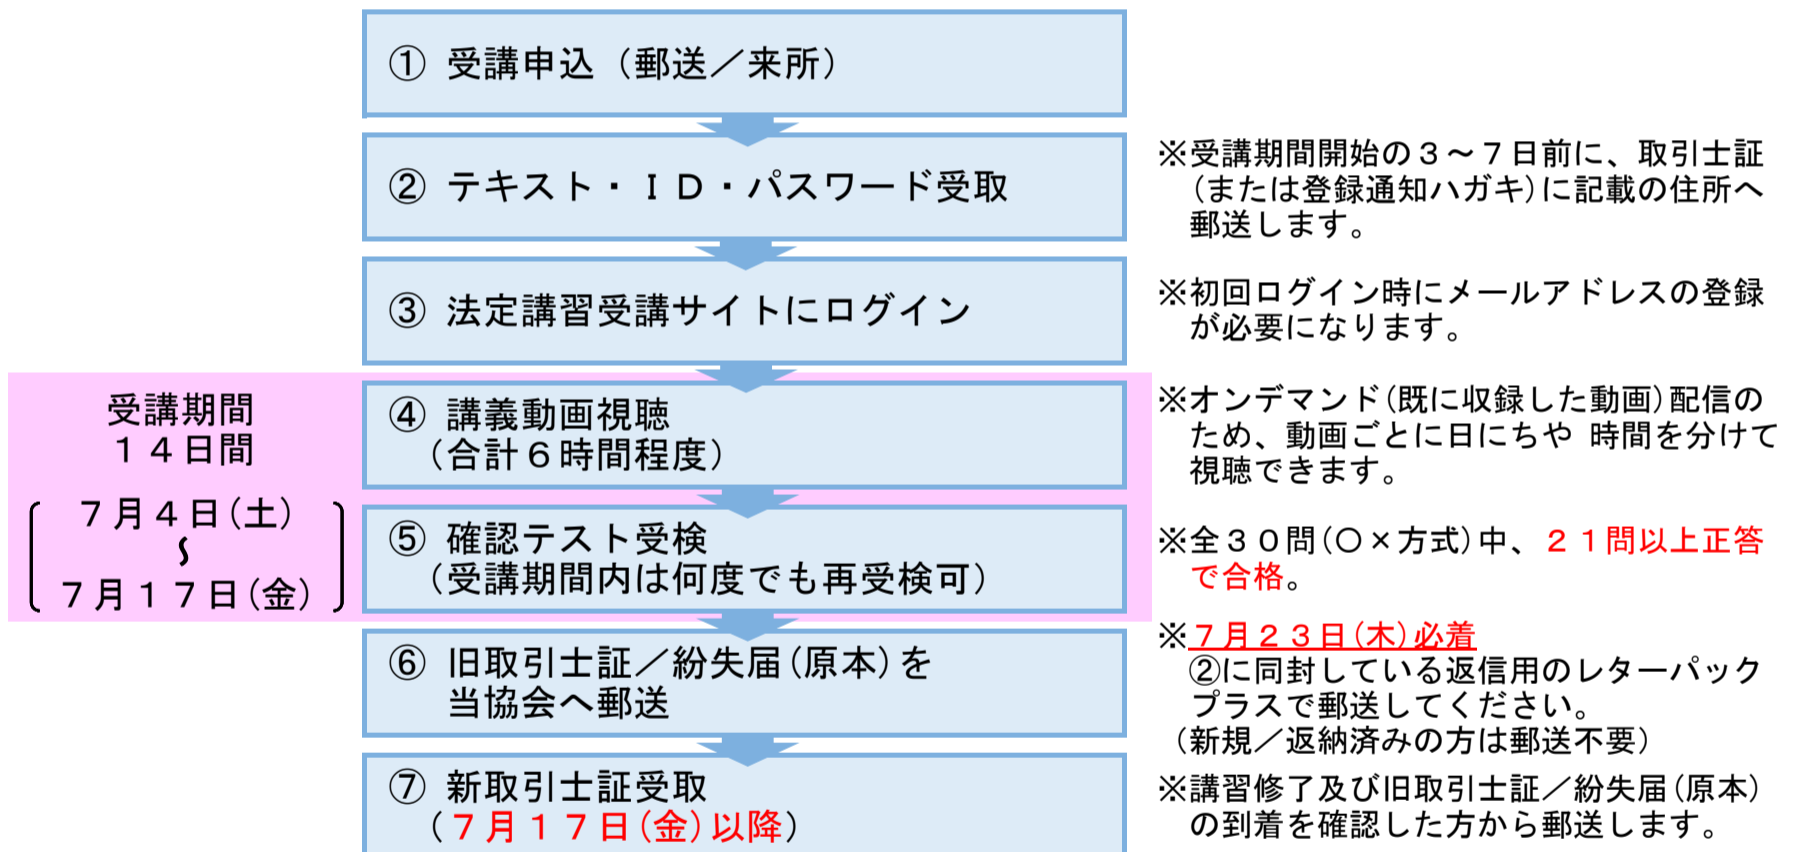 ① 受講申込（郵送／来所）
② テキスト・ＩＤ・パスワード受取
※受講期間開始の３～７日前に、取引士証
(または登録通知ハガキ)に記載の住所へ
郵送します。
③ 法定講習受講サイトにログイン
※初回ログイン時にメールアドレスの登録
が必要になります。
受講期間
１４日間
７月４日(土)
～
７月１７日(金)
④ 講義動画視聴
（合計６時間程度）
※オンデマンド(既に収録した動画)配信の
ため、動画ごとに日にちや 時間を分けて
視聴できます。
⑤ 確認テスト受検
（受講期間内は何度でも再受検可）
※全３０問(○×方式)中、２１問以上正答
で合格。
⑥ 旧取引士証／紛失届(原本)を
当協会へ郵送
※７月２３日(木)必着
②に同封している返信用のレターパック
プラスで郵送してください。
（新規／返納済みの方は郵送不要）
⑦ 新取引士証受取
（７月１７日(金)以降）
※講習修了及び旧取引士証／紛失届(原本)
の到着を確認した方から郵送します。